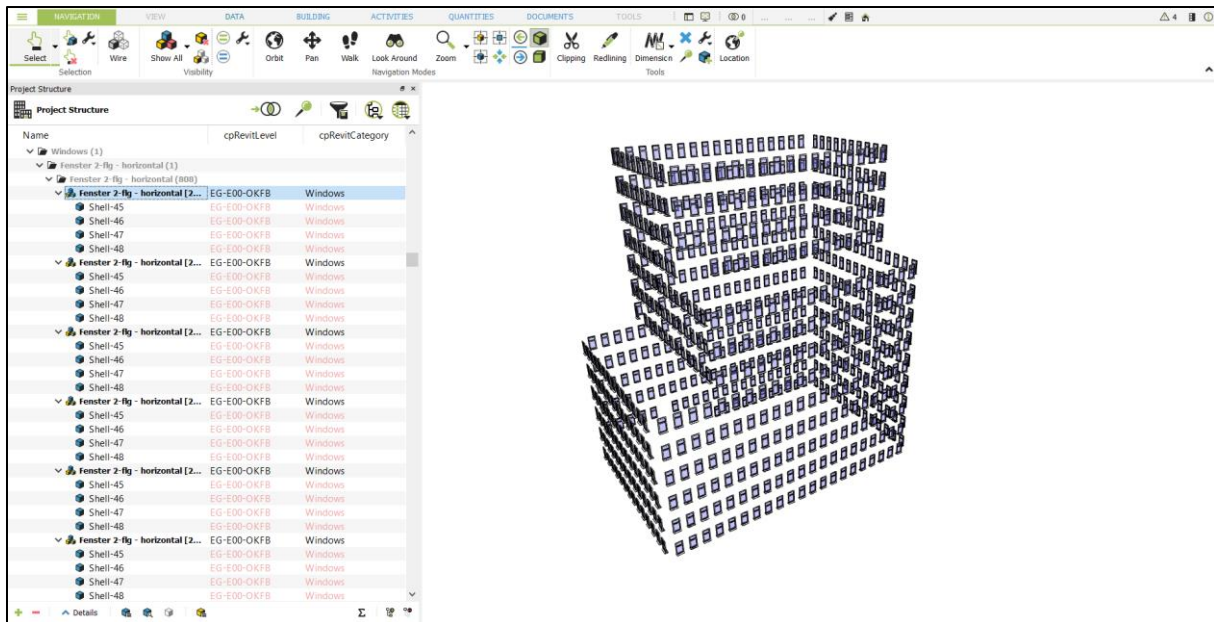 NAVIGATION VIEW DATA BUILDING ACTIVITIES QUANTITIES DOCUMENTS TOOLS 0 ... ... ... 4
Select Wire Show All Orbit Pan Walk Look Around Zoom Clipping Redlining Dimension Location
Selection Visibility Navigation Modes Tools
Project Structure
Project Structure
Name cpRevitLevel cpRevitCategory
Windows (1)
Fenster 2-flg - horizontal (1)
Fenster 2-flg - horizontal (808)
Fenster 2-flg - horizontal [2... EG-E00-OKFB Windows
Shell-45 EG-E00-OKFB Windows
Shell-46 EG-E00-OKFB Windows
Shell-47 EG-E00-OKFB Windows
Shell-48 EG-E00-OKFB Windows
Fenster 2-flg - horizontal [2... EG-E00-OKFB Windows
Shell-45 EG-E00-OKFB Windows
Shell-46 EG-E00-OKFB Windows
Shell-47 EG-E00-OKFB Windows
Shell-48 EG-E00-OKFB Windows
Fenster 2-flg - horizontal [2... EG-E00-OKFB Windows
Shell-45 EG-E00-OKFB Windows
Shell-46 EG-E00-OKFB Windows
Shell-47 EG-E00-OKFB Windows
Shell-48 EG-E00-OKFB Windows
Fenster 2-flg - horizontal [2... EG-E00-OKFB Windows
Shell-45 EG-E00-OKFB Windows
Shell-46 EG-E00-OKFB Windows
Shell-47 EG-E00-OKFB Windows
Shell-48 EG-E00-OKFB Windows
Fenster 2-flg - horizontal [2... EG-E00-OKFB Windows
Shell-45 EG-E00-OKFB Windows
Shell-46 EG-E00-OKFB Windows
Shell-47 EG-E00-OKFB Windows
Shell-48 EG-E00-OKFB Windows
Fenster 2-flg - horizontal [2... EG-E00-OKFB Windows
Shell-45 EG-E00-OKFB Windows
Shell-46 EG-E00-OKFB Windows
Shell-47 EG-E00-OKFB Windows
Shell-48 EG-E00-OKFB Windows
Details Σ